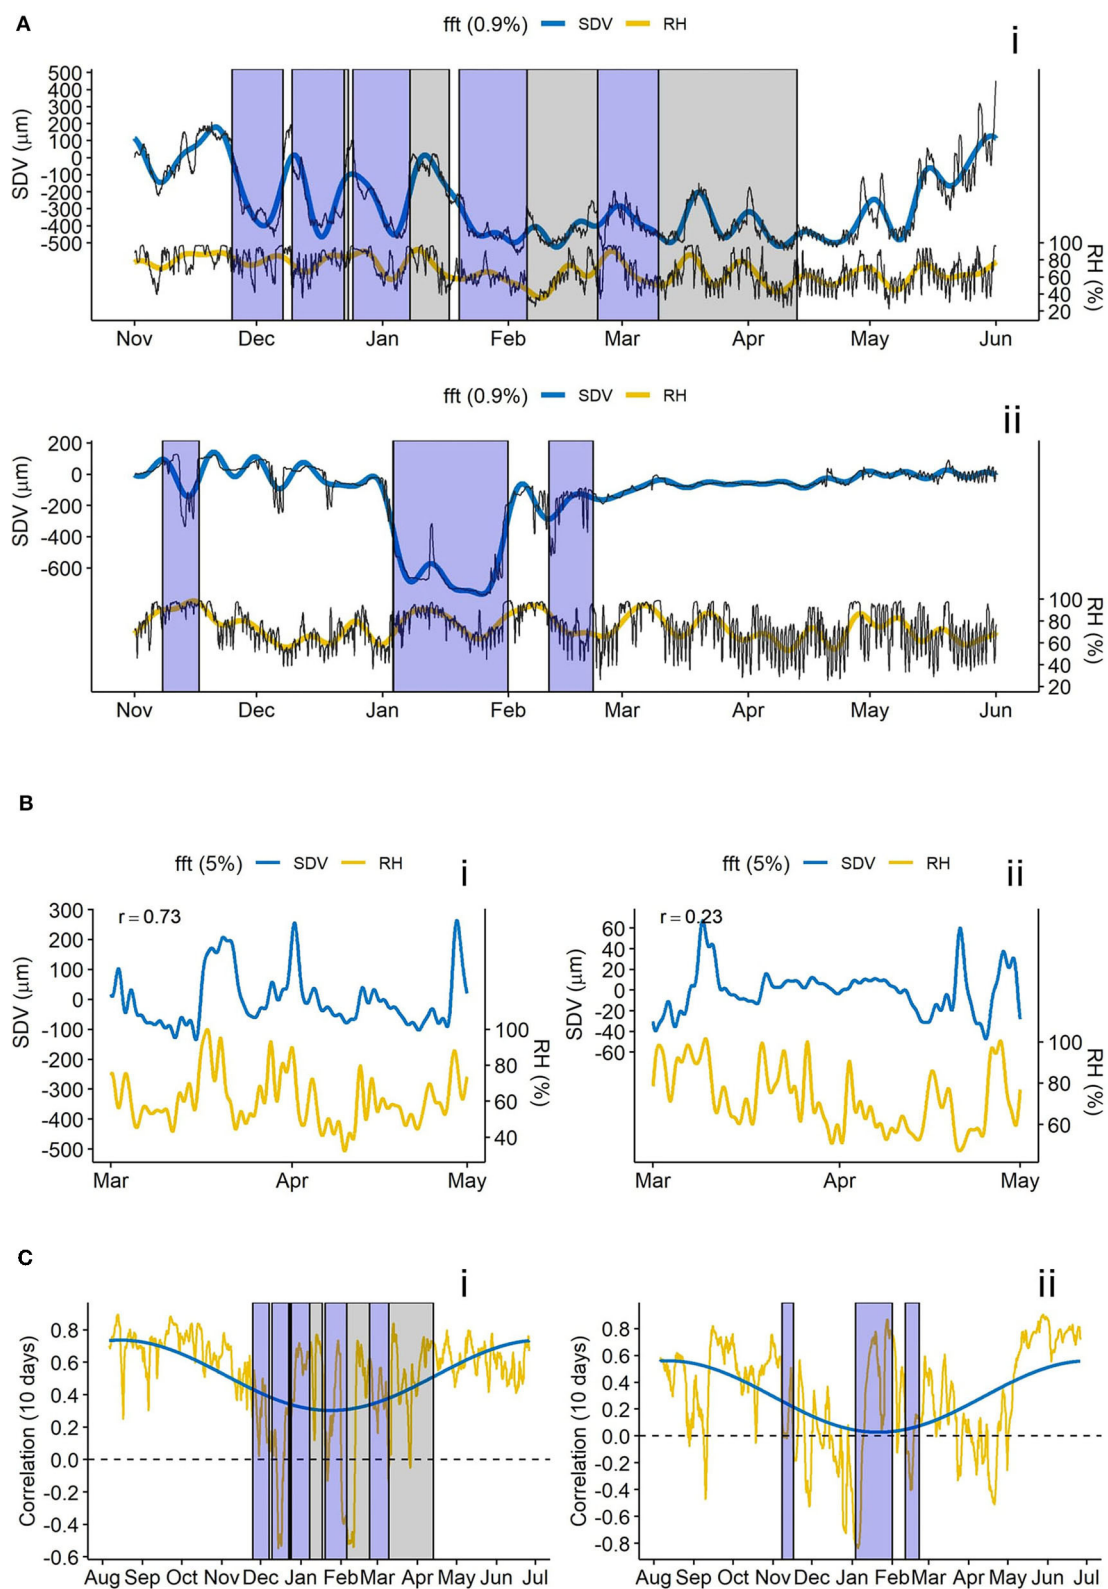 A
fft (0.9%) SDV RH
i
500
400
300
200
100
0
-100
-200
-300
-400
-500
SDV (μm)
100
80
60
40
20
RH (%)
Nov Dec Jan Feb Mar Apr May Jun
fft (0.9%) SDV RH
ii
200
0
-200
-400
-600
SDV (μm)
100
80
60
40
20
RH (%)
Nov Dec Jan Feb Mar Apr May Jun
B
fft (5%) SDV RH
i
r = 0.73
300
200
100
0
-100
-200
-300
-400
-500
SDV (μm)
100
80
60
40
RH (%)
Mar Apr May
fft (5%) SDV RH
ii
r = 0.23
60
40
20
0
-20
-40
-60
SDV (μm)
100
80
60
RH (%)
Mar Apr May
C
i
0.8
0.6
0.4
0.2
0.0
-0.2
-0.4
-0.6
Correlation (10 days)
Aug Sep Oct Nov Dec Jan Feb Mar Apr May Jun Jul
ii
0.8
0.6
0.4
0.2
0.0
-0.2
-0.4
-0.6
-0.8
Correlation (10 days)
Aug Sep Oct Nov Dec Jan Feb Mar Apr May Jun Jul